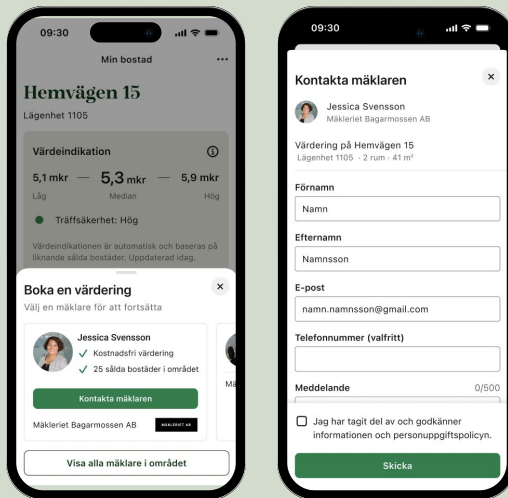 09:30
Min bostad
Hemvägen 15
Lägenhet 1105
Värdeindikation
5,1 mkr — 5,3 mkr — 5,9 mkr
Låg Median Hög
Träffsäkerhet: Hög
Värdeindikationen är automatisk och baseras på
liknande sålda bostäder. Uppdaterad idag.
Boka en värdering
Välj en mäklare för att fortsätta
Jessica Svensson
Kostnadsfri värdering
25 sålda bostäder i området
Kontakta mäklaren
Mäkleriet Bagarmossen AB
MÄKLERIET AB
Mä
Visa alla mäklare i området
09:30
Kontakta mäklaren
Jessica Svensson
Mäkleriet Bagarmossen AB
Värdering på Hemvägen 15
Lägenhet 1105 · 2 rum · 41 m²
Förnamn
Namn
Efternamn
Namnsson
E-post
namn.namnsson@gmail.com
Telefonnummer (valfritt)
Meddelande 0/500
Jag har tagit del av och godkänner
informationen och personuppgiftspolicyn.
Skicka